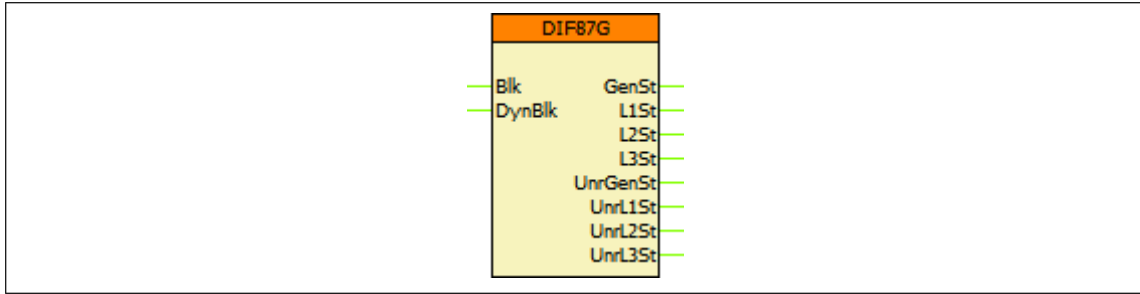 DIF87G
Blk GenSt
DynBlk L1St
L2St
L3St
UnrGenSt
UnrL1St
UnrL2St
UnrL3St